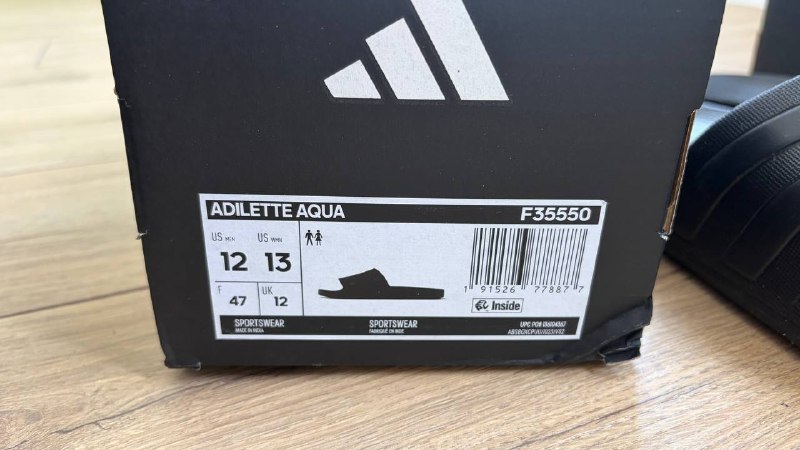 ADILETTE AQUA F35550
US MEN US WMN
12 13
F UK
47 12
1 91526 77887 7
Inside
SPORTSWEAR SPORTSWEAR
MADE IN INDIA FABRIQUÉ EN INDE